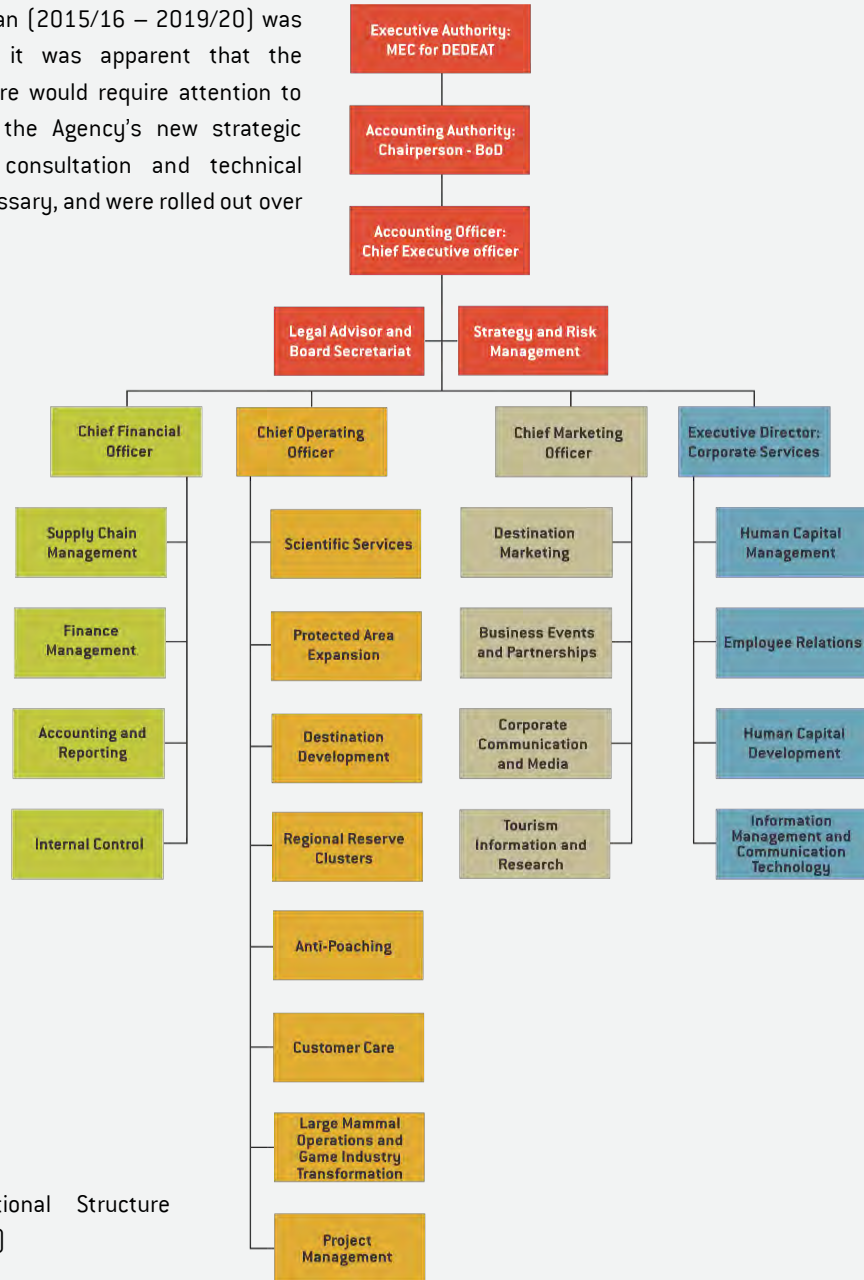 an (2015/16 – 2019/20) was
it was apparent that the
re would require attention to
the Agency's new strategic
consultation and technical
ssary, and were rolled out over
Executive Authority:
MEC for DEDEAT
Accounting Authority:
Chairperson - BoD
Accounting Officer:
Chief Executive officer
Legal Advisor and
Board Secretariat
Strategy and Risk
Management
Chief Financial
Officer
Supply Chain
Management
Finance
Management
Accounting and
Reporting
Internal Control
Chief Operating
Officer
Scientific Services
Protected Area
Expansion
Destination
Development
Regional Reserve
Clusters
Anti-Poaching
Customer Care
Large Mammal
Operations and
Game Industry
Transformation
Project
Management
Chief Marketing
Officer
Destination
Marketing
Business Events
and Partnerships
Corporate
Communication
and Media
Tourism
Information and
Research
Executive Director:
Corporate Services
Human Capital
Management
Employee Relations
Human Capital
Development
Information
Management and
Communication
Technology
tional Structure
)